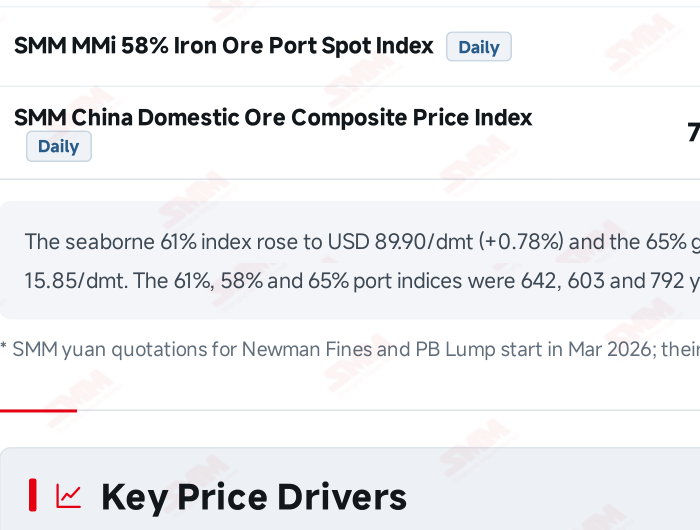 SMM MMi 58% Iron Ore Port Spot Index Daily
SMM China Domestic Ore Composite Price Index
Daily
7
The seaborne 61% index rose to USD 89.90/dmt (+0.78%) and the 65% g
15.85/dmt. The 61%, 58% and 65% port indices were 642, 603 and 792 y
* SMM yuan quotations for Newman Fines and PB Lump start in Mar 2026; their
Key Price Drivers